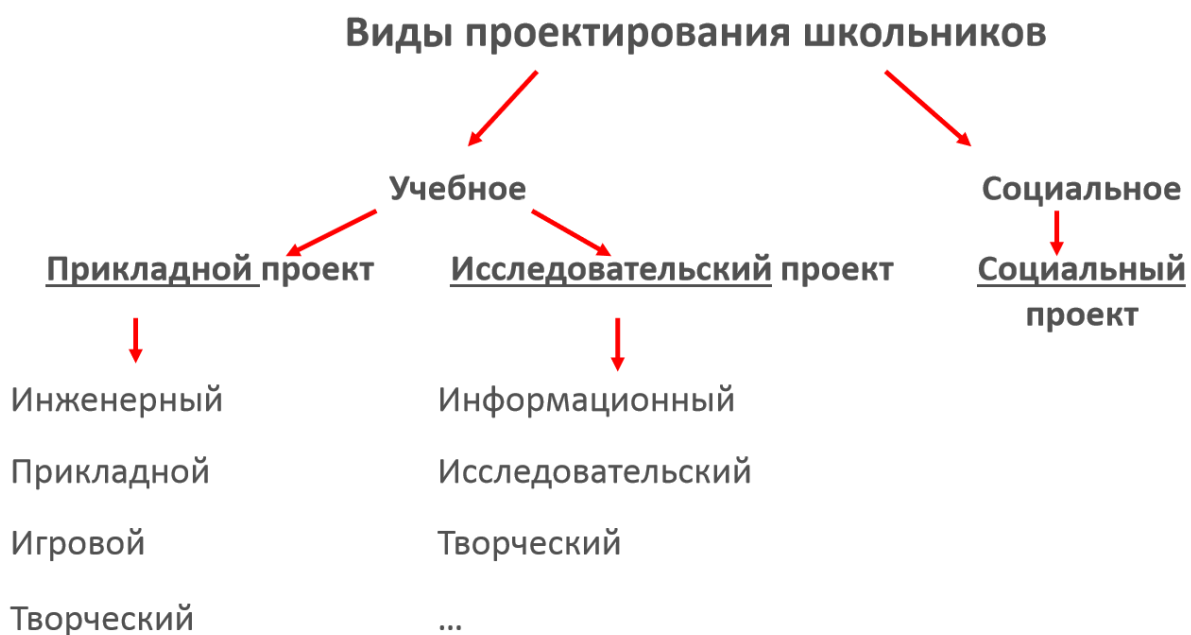 Виды проектирования школьников
Учебное
Социальное
Прикладной проект
Исследовательский проект
Социальный
проект
Инженерный
Информационный
Прикладной
Исследовательский
Игровой
Творческий
Творческий
...